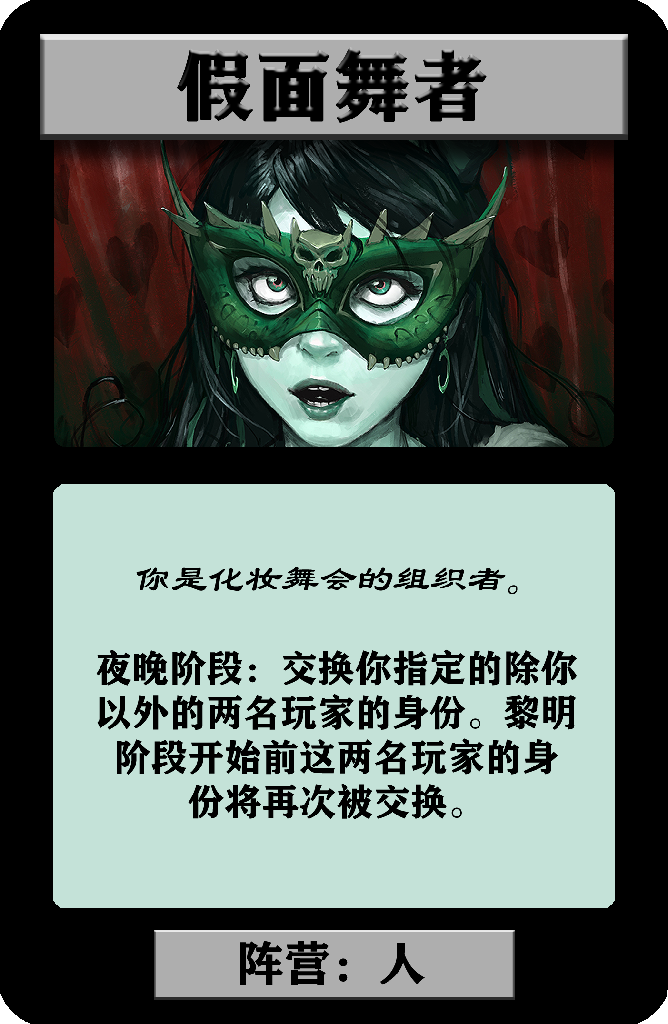 假面舞者
你是化妆舞会的组织者。
夜晚阶段：交换你指定的除你
以外的两名玩家的身份。黎明
阶段开始前这两名玩家的身
份将再次被交换。
阵营：人